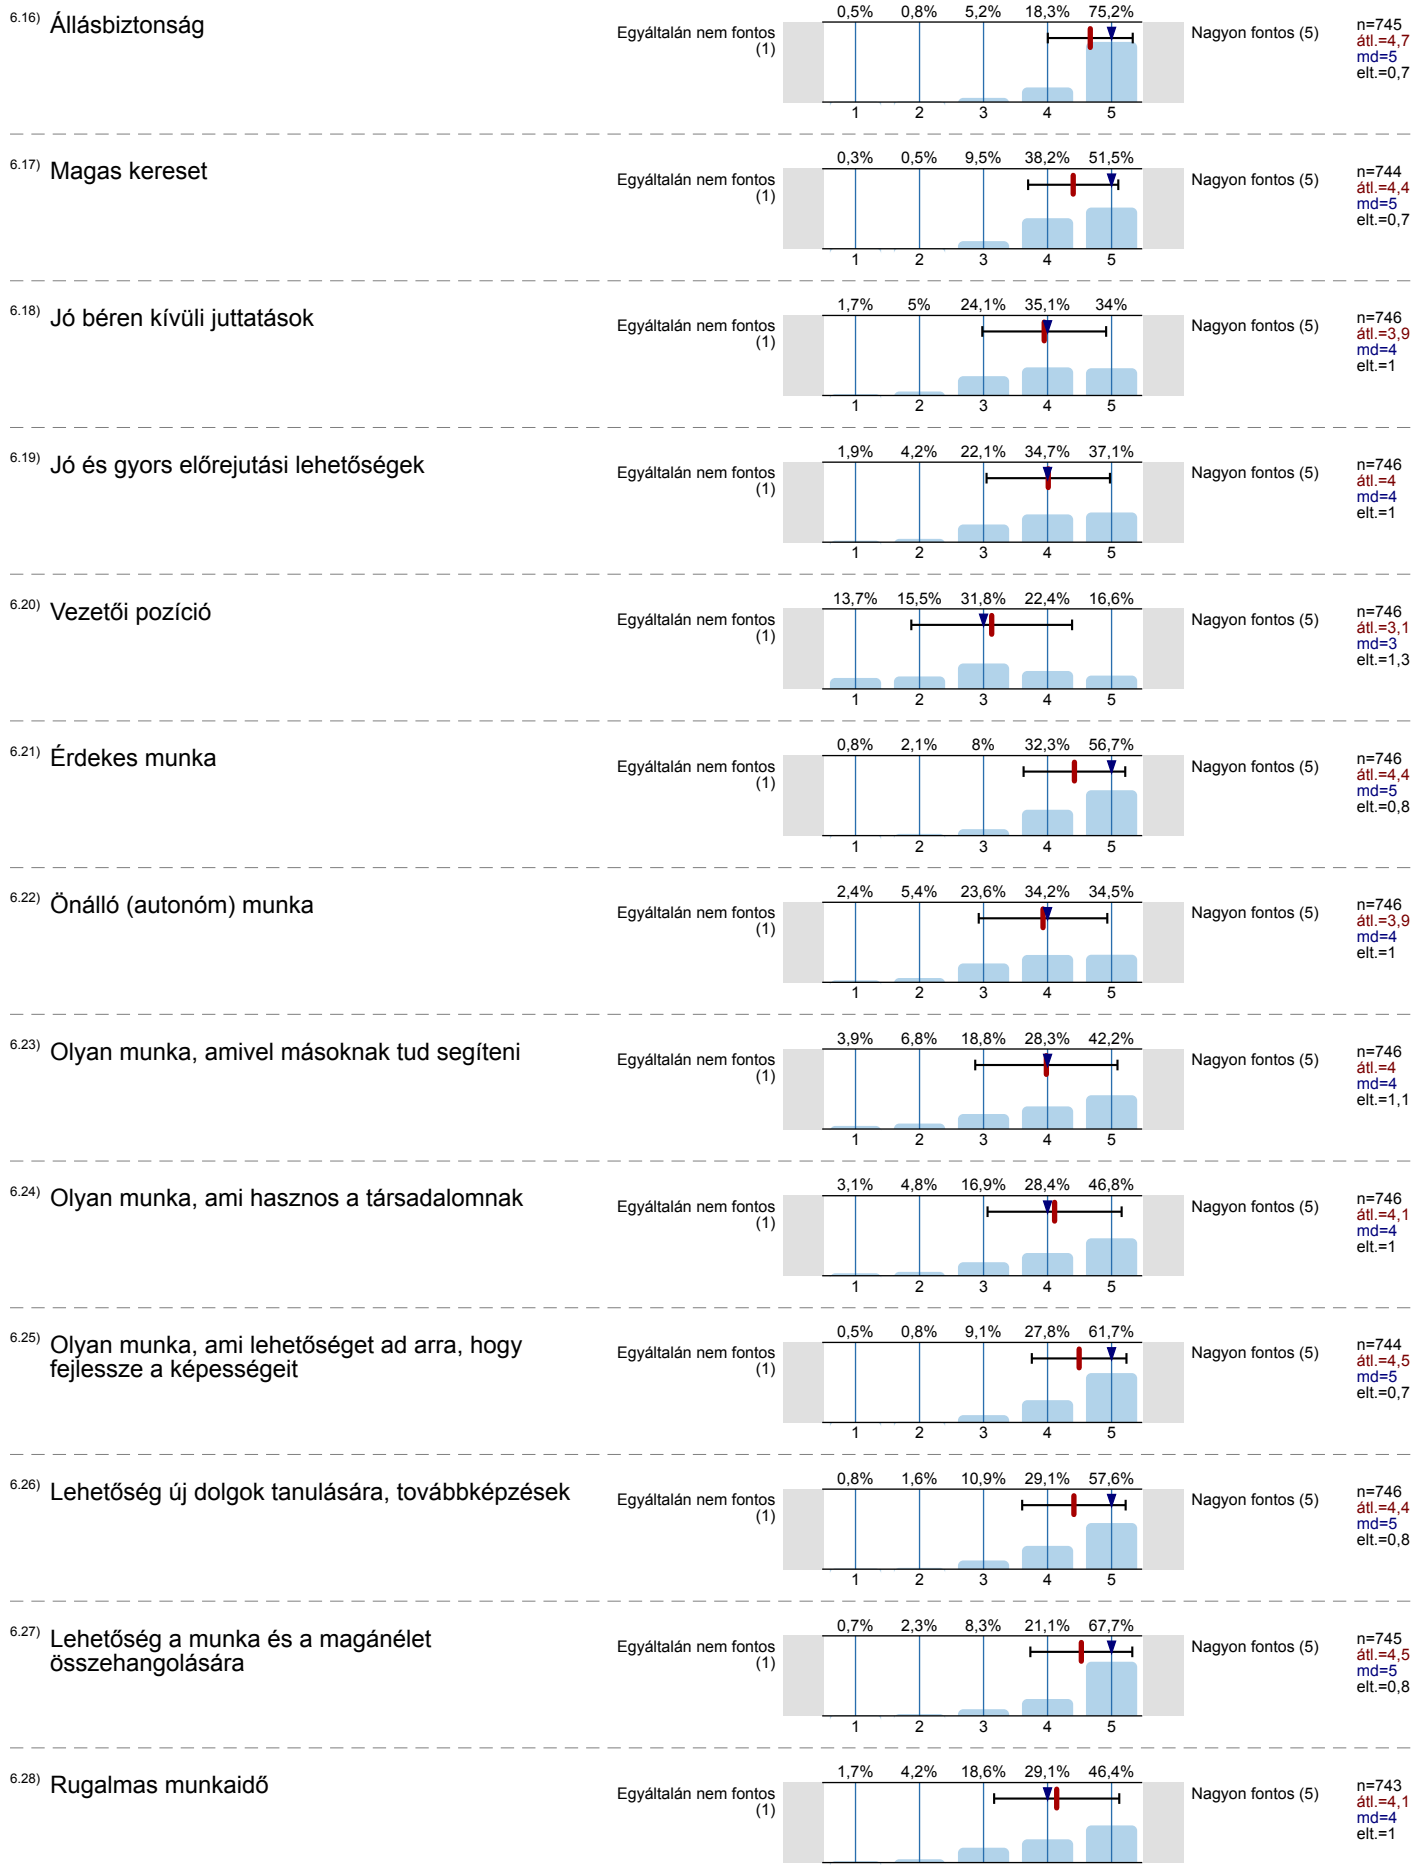 6.16) Állásbiztonság
Egyáltalán nem fontos
(1)
0,5% 0,8% 5,2% 18,3% 75,2%
1 2 3 4 5
Nagyon fontos (5)
n=745
átl.=4,7
md=5
elt.=0,7
6.17) Magas kereset
Egyáltalán nem fontos
(1)
0,3% 0,5% 9,5% 38,2% 51,5%
1 2 3 4 5
Nagyon fontos (5)
n=744
átl.=4,4
md=5
elt.=0,7
6.18) Jó béren kívüli juttatások
Egyáltalán nem fontos
(1)
1,7% 5% 24,1% 35,1% 34%
1 2 3 4 5
Nagyon fontos (5)
n=746
átl.=3,9
md=4
elt.=1
6.19) Jó és gyors előrejutási lehetőségek
Egyáltalán nem fontos
(1)
1,9% 4,2% 22,1% 34,7% 37,1%
1 2 3 4 5
Nagyon fontos (5)
n=746
átl.=4
md=4
elt.=1
6.20) Vezetői pozíció
Egyáltalán nem fontos
(1)
13,7% 15,5% 31,8% 22,4% 16,6%
1 2 3 4 5
Nagyon fontos (5)
n=746
átl.=3,1
md=3
elt.=1,3
6.21) Érdekes munka
Egyáltalán nem fontos
(1)
0,8% 2,1% 8% 32,3% 56,7%
1 2 3 4 5
Nagyon fontos (5)
n=746
átl.=4,4
md=5
elt.=0,8
6.22) Önálló (autonóm) munka
Egyáltalán nem fontos
(1)
2,4% 5,4% 23,6% 34,2% 34,5%
1 2 3 4 5
Nagyon fontos (5)
n=746
átl.=3,9
md=4
elt.=1
6.23) Olyan munka, amivel másoknak tud segíteni
Egyáltalán nem fontos
(1)
3,9% 6,8% 18,8% 28,3% 42,2%
1 2 3 4 5
Nagyon fontos (5)
n=746
átl.=4
md=4
elt.=1,1
6.24) Olyan munka, ami hasznos a társadalomnak
Egyáltalán nem fontos
(1)
3,1% 4,8% 16,9% 28,4% 46,8%
1 2 3 4 5
Nagyon fontos (5)
n=746
átl.=4,1
md=4
elt.=1
6.25) Olyan munka, ami lehetőséget ad arra, hogy
fejlessze a képességeit
Egyáltalán nem fontos
(1)
0,5% 0,8% 9,1% 27,8% 61,7%
1 2 3 4 5
Nagyon fontos (5)
n=744
átl.=4,5
md=5
elt.=0,7
6.26) Lehetőség új dolgok tanulására, továbbképzések
Egyáltalán nem fontos
(1)
0,8% 1,6% 10,9% 29,1% 57,6%
1 2 3 4 5
Nagyon fontos (5)
n=746
átl.=4,4
md=5
elt.=0,8
6.27) Lehetőség a munka és a magánélet
összehangolására
Egyáltalán nem fontos
(1)
0,7% 2,3% 8,3% 21,1% 67,7%
1 2 3 4 5
Nagyon fontos (5)
n=745
átl.=4,5
md=5
elt.=0,8
6.28) Rugalmas munkaidő
Egyáltalán nem fontos
(1)
1,7% 4,2% 18,6% 29,1% 46,4%
Nagyon fontos (5)
n=743
átl.=4,1
md=4
elt.=1